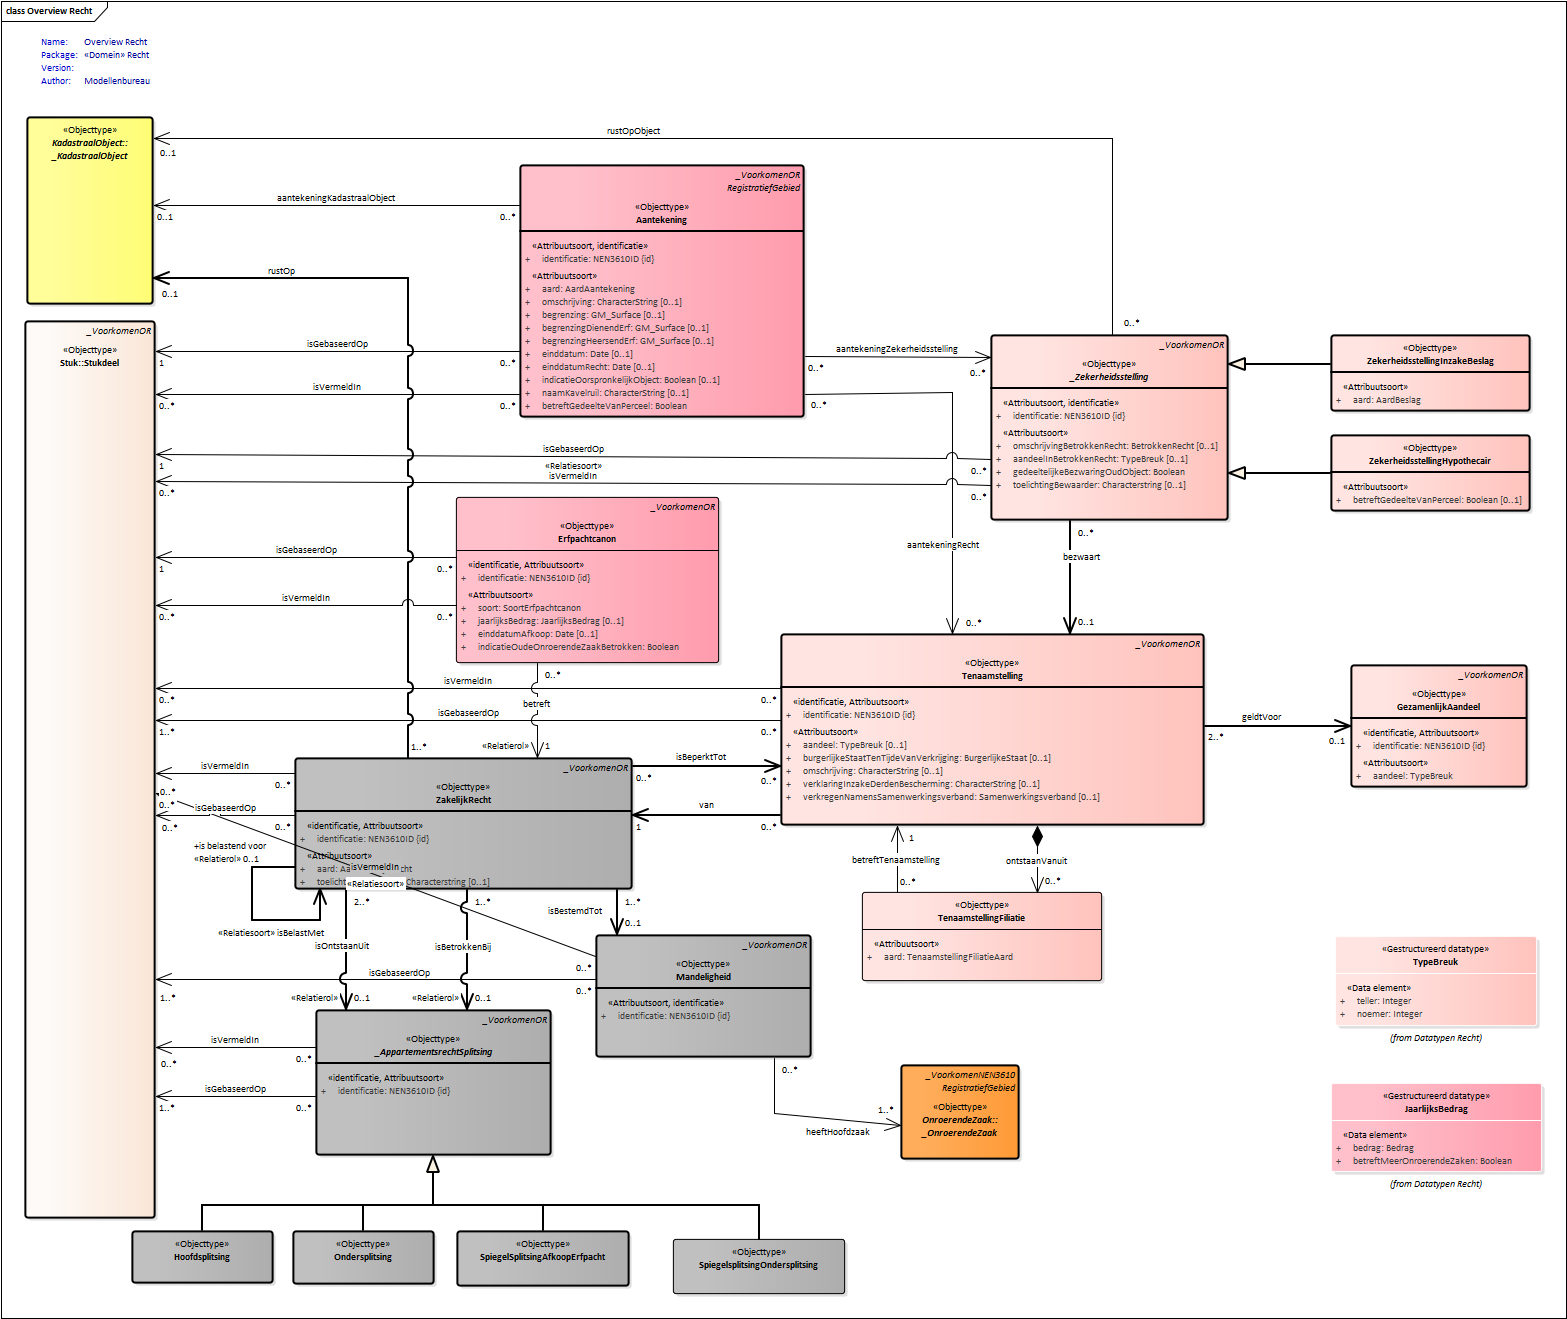 class Overview Recht
Name: Overview Recht
Package: «Domein» Recht
Version:
Author: Modellenbureau
«Objecttype»
KadastraalObject::
_KadastraalObject
rustOpObject
0..1
0..*
aantekeningKadastraalObject
0..1
0..*
rustOp
0..1
1..*
_VoorkomenOR
RegistratiefGebied
«Objecttype»
Aantekening
«Attribuutsoort, identificatie»
+ identificatie: NEN3610ID {id}
«Attribuutsoort»
+ aard: AardAantekening
+ omschrijving: CharacterString [0..1]
+ begrenzing: GM_Surface [0..1]
+ begrenzingDienendErf: GM_Surface [0..1]
+ begrenzingHeersendErf: GM_Surface [0..1]
+ einddatum: Date [0..1]
+ einddatumRecht: Date [0..1]
+ indicatieOorspronkelijkObject: Boolean [0..1]
+ naamKavelruil: CharacterString [0..1]
+ betreftGedeelteVanPerceel: Boolean
_VoorkomenOR
«Objecttype»
Stuk::Stukdeel
isGebaseerdOp
1
0..*
isVermeldIn
0..*
0..*
aantekeningZekerheidsstelling
0..*
0..*
0..*
aantekeningRecht
0..*
_VoorkomenOR
«Objecttype»
_Zekerheidsstelling
«Attribuutsoort, identificatie»
+ identificatie: NEN3610ID {id}
«Attribuutsoort»
+ omschrijvingBetrokkenRecht: BetrokkenRecht [0..1]
+ aandeelInBetrokkenRecht: TypeBreuk [0..1]
+ gedeeltelijkeBezwaringOudObject: Boolean
+ toelichtingBewaarder: Characterstring [0..1]
«Objecttype»
ZekerheidsstellingInzakeBeslag
«Attribuutsoort»
+ aard: AardBeslag
«Objecttype»
ZekerheidsstellingHypothecair
«Attribuutsoort»
+ betreftGedeelteVanPerceel: Boolean [0..1]
isGebaseerdOp
1
0..*
«Relatiesoort»
isVermeldIn
0..*
0..*
0..*
bezwaart
0..1
_VoorkomenOR
«Objecttype»
Erfpachtcanon
«identificatie, Attribuutsoort»
+ identificatie: NEN3610ID {id}
«Attribuutsoort»
+ soort: SoortErfpachtcanon
+ jaarlijksBedrag: JaarlijksBedrag [0..1]
+ einddatumAfkoop: Date [0..1]
+ indicatieOudeOnroerendeZaakBetrokken: Boolean
isGebaseerdOp
1
0..*
isVermeldIn
0..*
0..*
0..*
betreft
«Relatierol» 1
_VoorkomenOR
«Objecttype»
Tenaamstelling
«identificatie, Attribuutsoort»
+ identificatie: NEN3610ID {id}
«Attribuutsoort»
+ aandeel: TypeBreuk [0..1]
+ burgerlijkeStaatTenTijdeVanVerkrijging: BurgerlijkeStaat [0..1]
+ omschrijving: CharacterString [0..1]
+ verklaringInzakeDerdenBescherming: CharacterString [0..1]
+ verkregenNamensSamenwerkingsverband: Samenwerkingsverband [0..1]
isVermeldIn
0..*
0..*
isGebaseerdOp
1..*
0..*
geldtVoor
2..*
0..1
_VoorkomenOR
«Objecttype»
GezamenlijkAandeel
«identificatie, Attribuutsoort»
+ identificatie: NEN3610ID {id}
«Attribuutsoort»
+ aandeel: TypeBreuk
_VoorkomenOR
«Objecttype»
ZakelijkRecht
«identificatie, Attribuutsoort»
+ identificatie: NEN3610ID {id}
«Attribuutsoort»
+ aard: Aa cht
+ toelicht Characterstring [0..1]
isVermeldIn
0..*
0..*
isGebaseerdOp
0..*
0..*
0..*
isVermeldIn
«Relatiesoort»
isBeperktTot
0..*
0..*
van
1
0..*
+is belastend voor
«Relatierol» 0..1
«Relatiesoort» isBelastMet
2..*
isOntstaanUit
«Relatierol» 0..1
1..*
isBetrokkenBij
«Relatierol» 0..1
isBestemdTot
1..*
0..1
betreftTenaamstelling
1
0..*
ontstaanVanuit
0..*
«Objecttype»
TenaamstellingFiliatie
«Attribuutsoort»
+ aard: TenaamstellingFiliatieAard
_VoorkomenOR
«Objecttype»
Mandeligheid
«Attribuutsoort, identificatie»
+ identificatie: NEN3610ID {id}
0..*
isGebaseerdOp
1..*
0..*
_VoorkomenOR
«Objecttype»
_AppartementsrechtSplitsing
«identificatie, Attribuutsoort»
+ identificatie: NEN3610ID {id}
isVermeldIn
0..*
0..*
isGebaseerdOp
1..*
0..*
0..*
heeftHoofdzaak
1..*
_VoorkomenNEN3610
RegistratiefGebied
«Objecttype»
OnroerendeZaak::
_OnroerendeZaak
«Gestructureerd datatype»
TypeBreuk
«Data element»
+ teller: Integer
+ noemer: Integer
(from Datatypen Recht)
«Gestructureerd datatype»
JaarlijksBedrag
«Data element»
+ bedrag: Bedrag
+ betreftMeerOnroerendeZaken: Boolean
(from Datatypen Recht)
«Objecttype»
Hoofdsplitsing
«Objecttype»
Ondersplitsing
«Objecttype»
SpiegelSplitsingAfkoopErfpacht
«Objecttype»
SpiegelsplitsingOndersplitsing